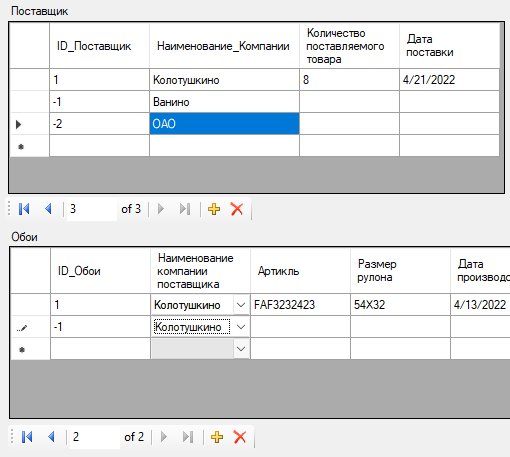 Поставщик
ID_Поставщик Наименование_Компании Количество поставляемого товара Дата поставки
1 Колотушкино 8 4/21/2022
-1 Ванино
-2 ОАО
3 of 3
Обои
ID_Обои Наименование компании поставщика Артикль Размер рулона Дата производс
1 Колотушкино FAF3232423 54X32 4/13/2022
-1 Колотушкино
2 of 2